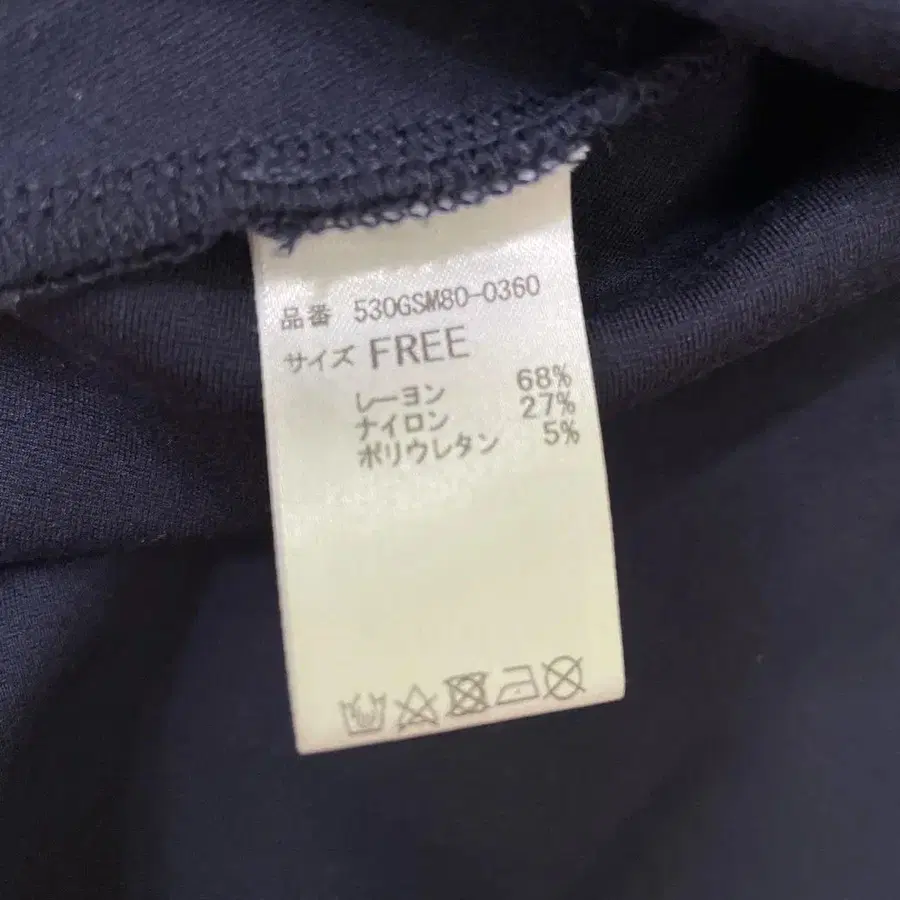 品番 530GSM80-0360
サイズ FREE
レーヨン 68%
ナイロン 27%
ポリウレタン 5%